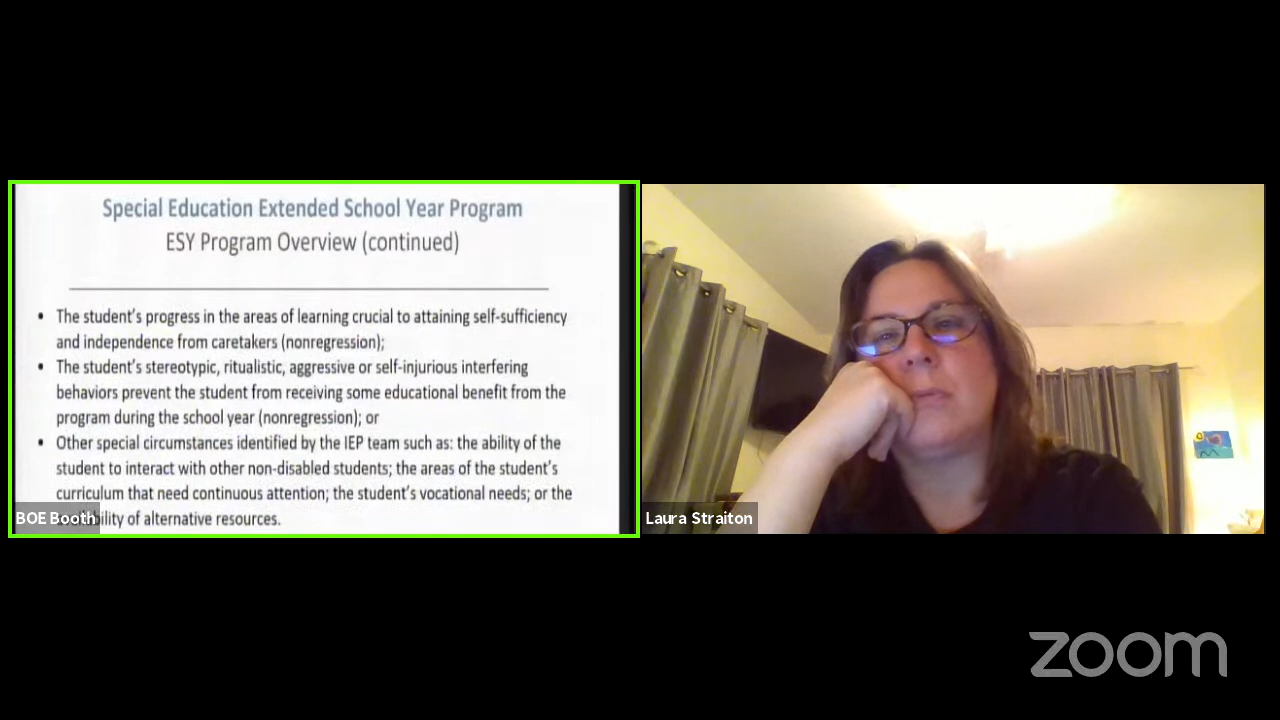 Special Education Extended School Year Program
ESY Program Overview (continued)
• The student's progress in the areas of learning crucial to attaining self-sufficiency
and independence from caretakers (nonregression);
• The student's stereotypic, ritualistic, aggressive or self-injurious interfering
behaviors prevent the student from receiving some educational benefit from the
program during the school year (nonregression); or
• Other special circumstances identified by the IEP team such as: the ability of the
student to interact with other non-disabled students; the areas of the student's
curriculum that need continuous attention; the student's vocational needs; or the
of alternative resources.
BOE Booth
Laura Straiton
zoom